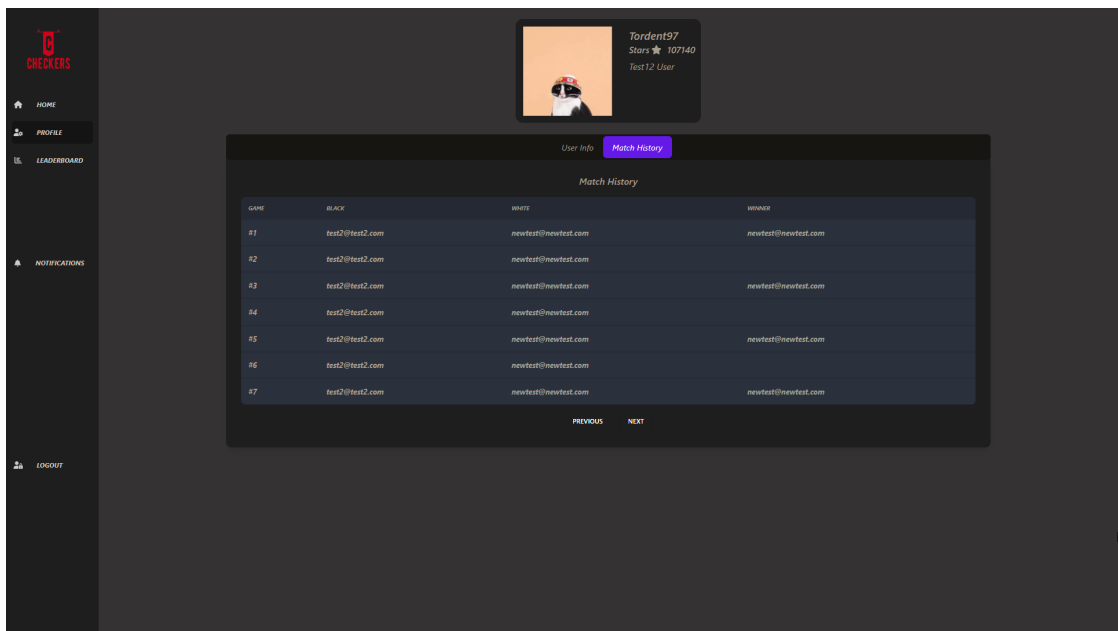 C
CHECKERS
HOME
PROFILE
LEADERBOARD
NOTIFICATIONS
LOGOUT
Tordent97
Stars 107140
Test12 User
User Info Match History
Match History
GAME BLACK WHITE WINNER
#1 test2@test2.com newtest@newtest.com newtest@newtest.com
#2 test2@test2.com newtest@newtest.com
#3 test2@test2.com newtest@newtest.com newtest@newtest.com
#4 test2@test2.com newtest@newtest.com
#5 test2@test2.com newtest@newtest.com newtest@newtest.com
#6 test2@test2.com newtest@newtest.com
#7 test2@test2.com newtest@newtest.com newtest@newtest.com
PREVIOUS NEXT